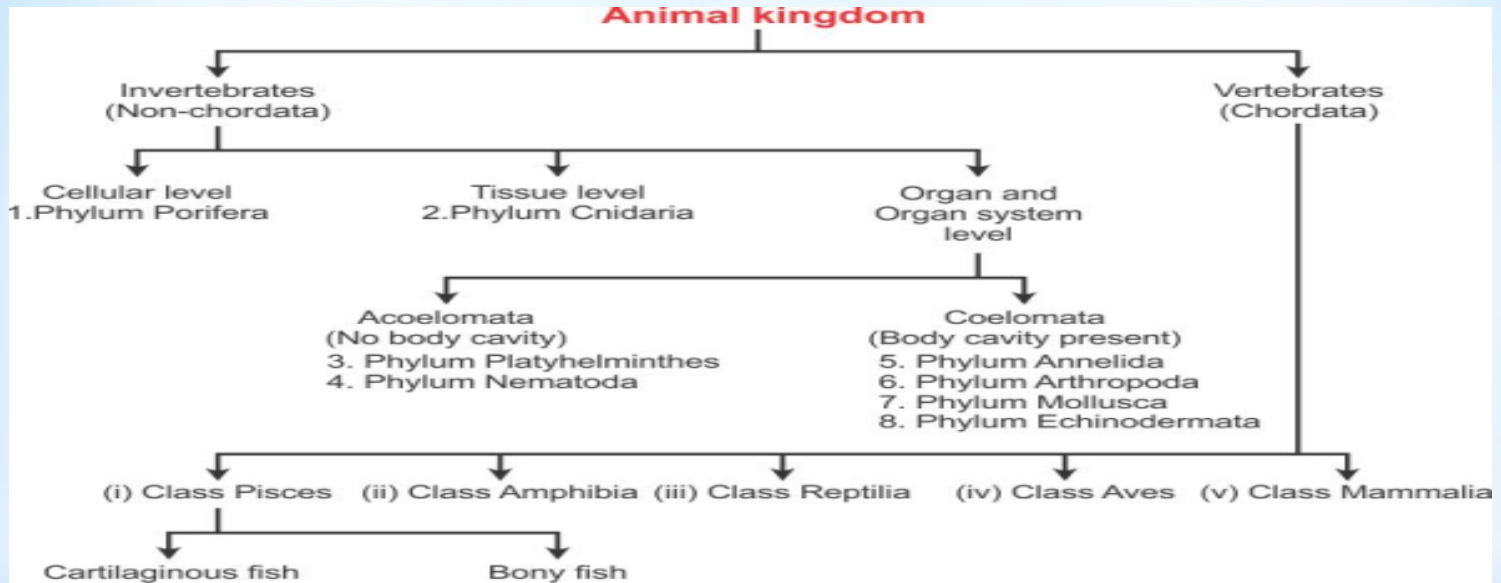 Animal kingdom
Invertebrates
(Non-chordata)
Vertebrates
(Chordata)
Cellular level
1.Phylum Porifera
Tissue level
2.Phylum Cnidaria
Organ and
Organ system
level
Acoelomata
(No body cavity)
3. Phylum Platyhelminthes
4. Phylum Nematoda
Coelomata
(Body cavity present)
5. Phylum Annelida
6. Phylum Arthropoda
7. Phylum Mollusca
8. Phylum Echinodermata
(i) Class Pisces
(ii) Class Amphibia
(iii) Class Reptilia
(iv) Class Aves
(v) Class Mammalia
Cartilaginous fish
Bony fish